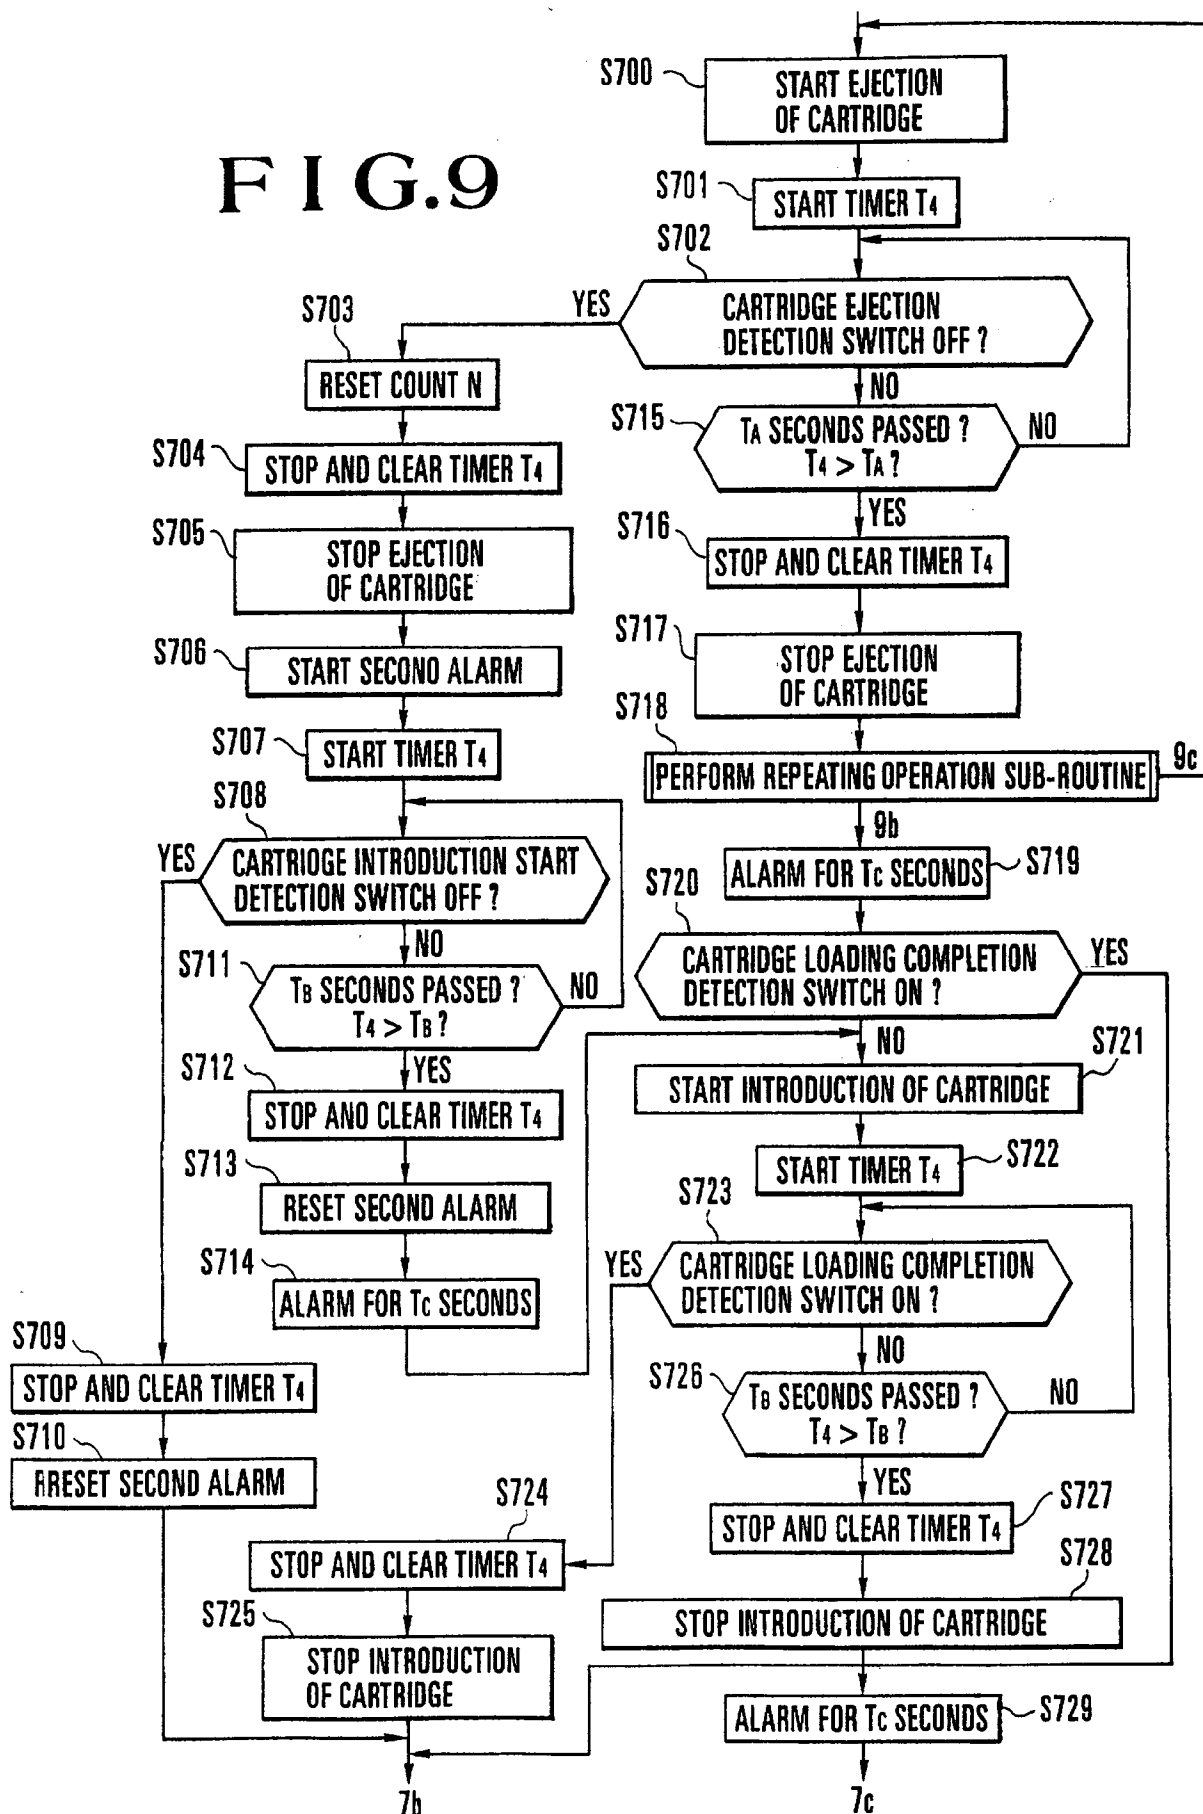 FIG.9
S700
START EJECTION
OF CARTRIDGE
S701
START TIMER T4
S702
CARTRIDGE EJECTION
DETECTION SWITCH OFF ?
YES
NO
S703
RESET COUNT N
S704
STOP AND CLEAR TIMER T4
S705
STOP EJECTION
OF CARTRIDGE
S706
START SECOND ALARM
S707
START TIMER T4
S708
CARTRIOGE INTRODUCTION START
DETECTION SWITCH OFF ?
YES
NO
S711
TB SECONDS PASSED ?
T4 > TB ?
NO
YES
S712
STOP ANO CLEAR TIMER T4
S713
RESET SECOND ALARM
S714
ALARM FOR TC SECONDS
S709
STOP AND CLEAR TIMER T4
S710
RRESET SECOND ALARM
S715
TA SECONDS PASSED ?
T4 > TA ?
NO
YES
S716
STOP AND CLEAR TIMER T4
S717
STOP EJECTION
OF CARTRIDGE
S718
PERFORM REPEATING OPERATION SUB-ROUTINE
9c
9b
ALARM FOR TC SECONDS
S719
S720
CARTRIDGE LOADING COMPLETION
DETECTION SWITCH ON ?
YES
NO
S721
START INTRODUCTION OF CARTRIDGE
START TIMER T4
S722
S723
CARTRIDGE LOADING COMPLETION
DETECTION SWITCH ON ?
YES
NO
S726
TB SECONDS PASSED ?
T4 > TB ?
NO
YES
S724
STOP AND CLEAR TIMER T4
S725
STOP INTRODUCTION
OF CARTRIDGE
7b
S727
STOP AND CLEAR TIMER T4
S728
STOP INTRODUCTION OF CARTRIDGE
ALARM FOR TC SECONDS
S729
7c